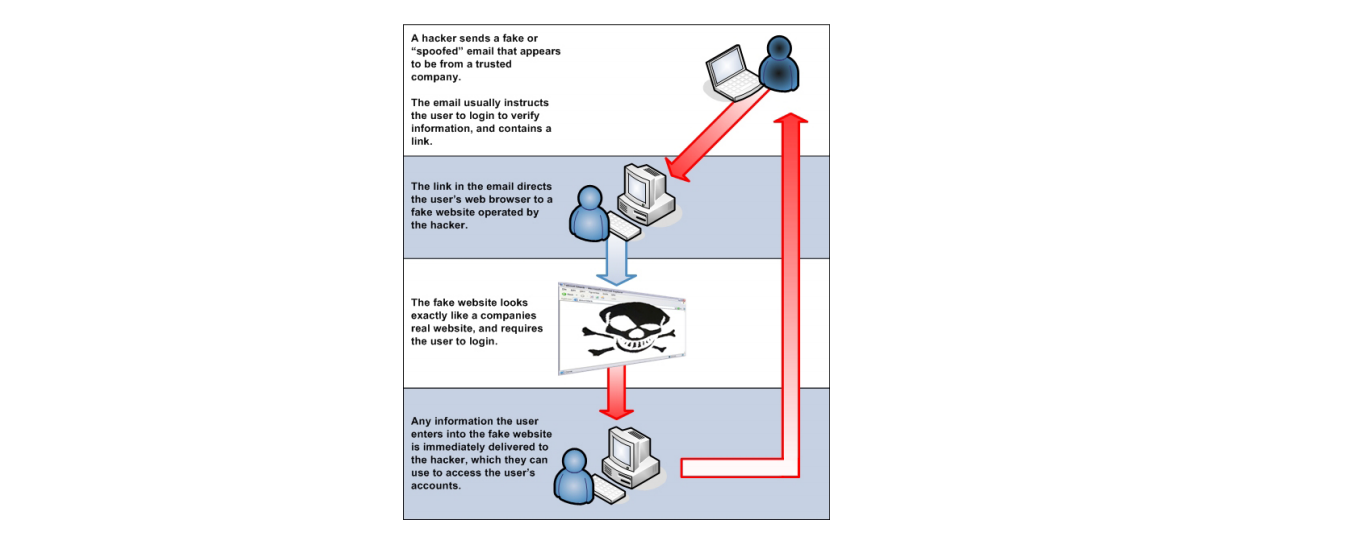 A hacker sends a fake or
“spoofed” email that appears
to be from a trusted
company.
The email usually instructs
the user to login to verify
information, and contains a
link.
The link in the email directs
the user’s web browser to a
fake website operated by
the hacker.
The fake website looks
exactly like a companies
real website, and requires
the user to login.
Any information the user
enters into the fake website
is immediately delivered to
the hacker, which they can
use to access the user’s
accounts.